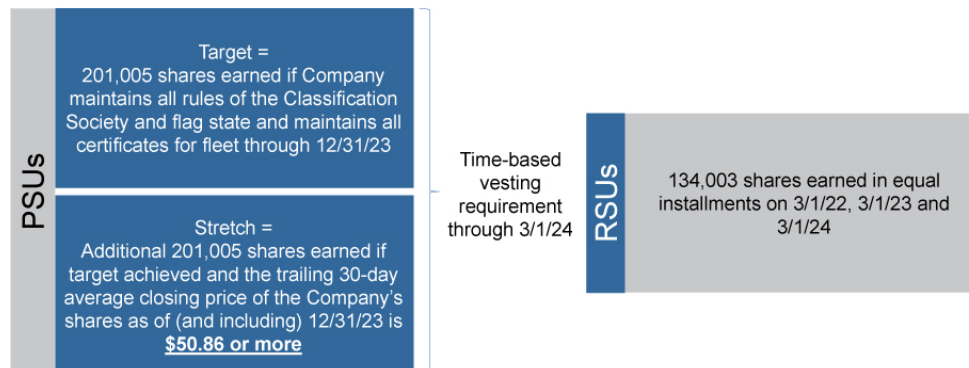 PSUs
Target =
201,005 shares earned if Company
maintains all rules of the Classification
Society and flag state and maintains all
certificates for fleet through 12/31/23
Stretch =
Additional 201,005 shares earned if
target achieved and the trailing 30-day
average closing price of the Company's
shares as of (and including) 12/31/23 is
$50.86 or more
Time-based
vesting
requirement
through 3/1/24
RSUs
134,003 shares earned in equal
installments on 3/1/22, 3/1/23 and
3/1/24